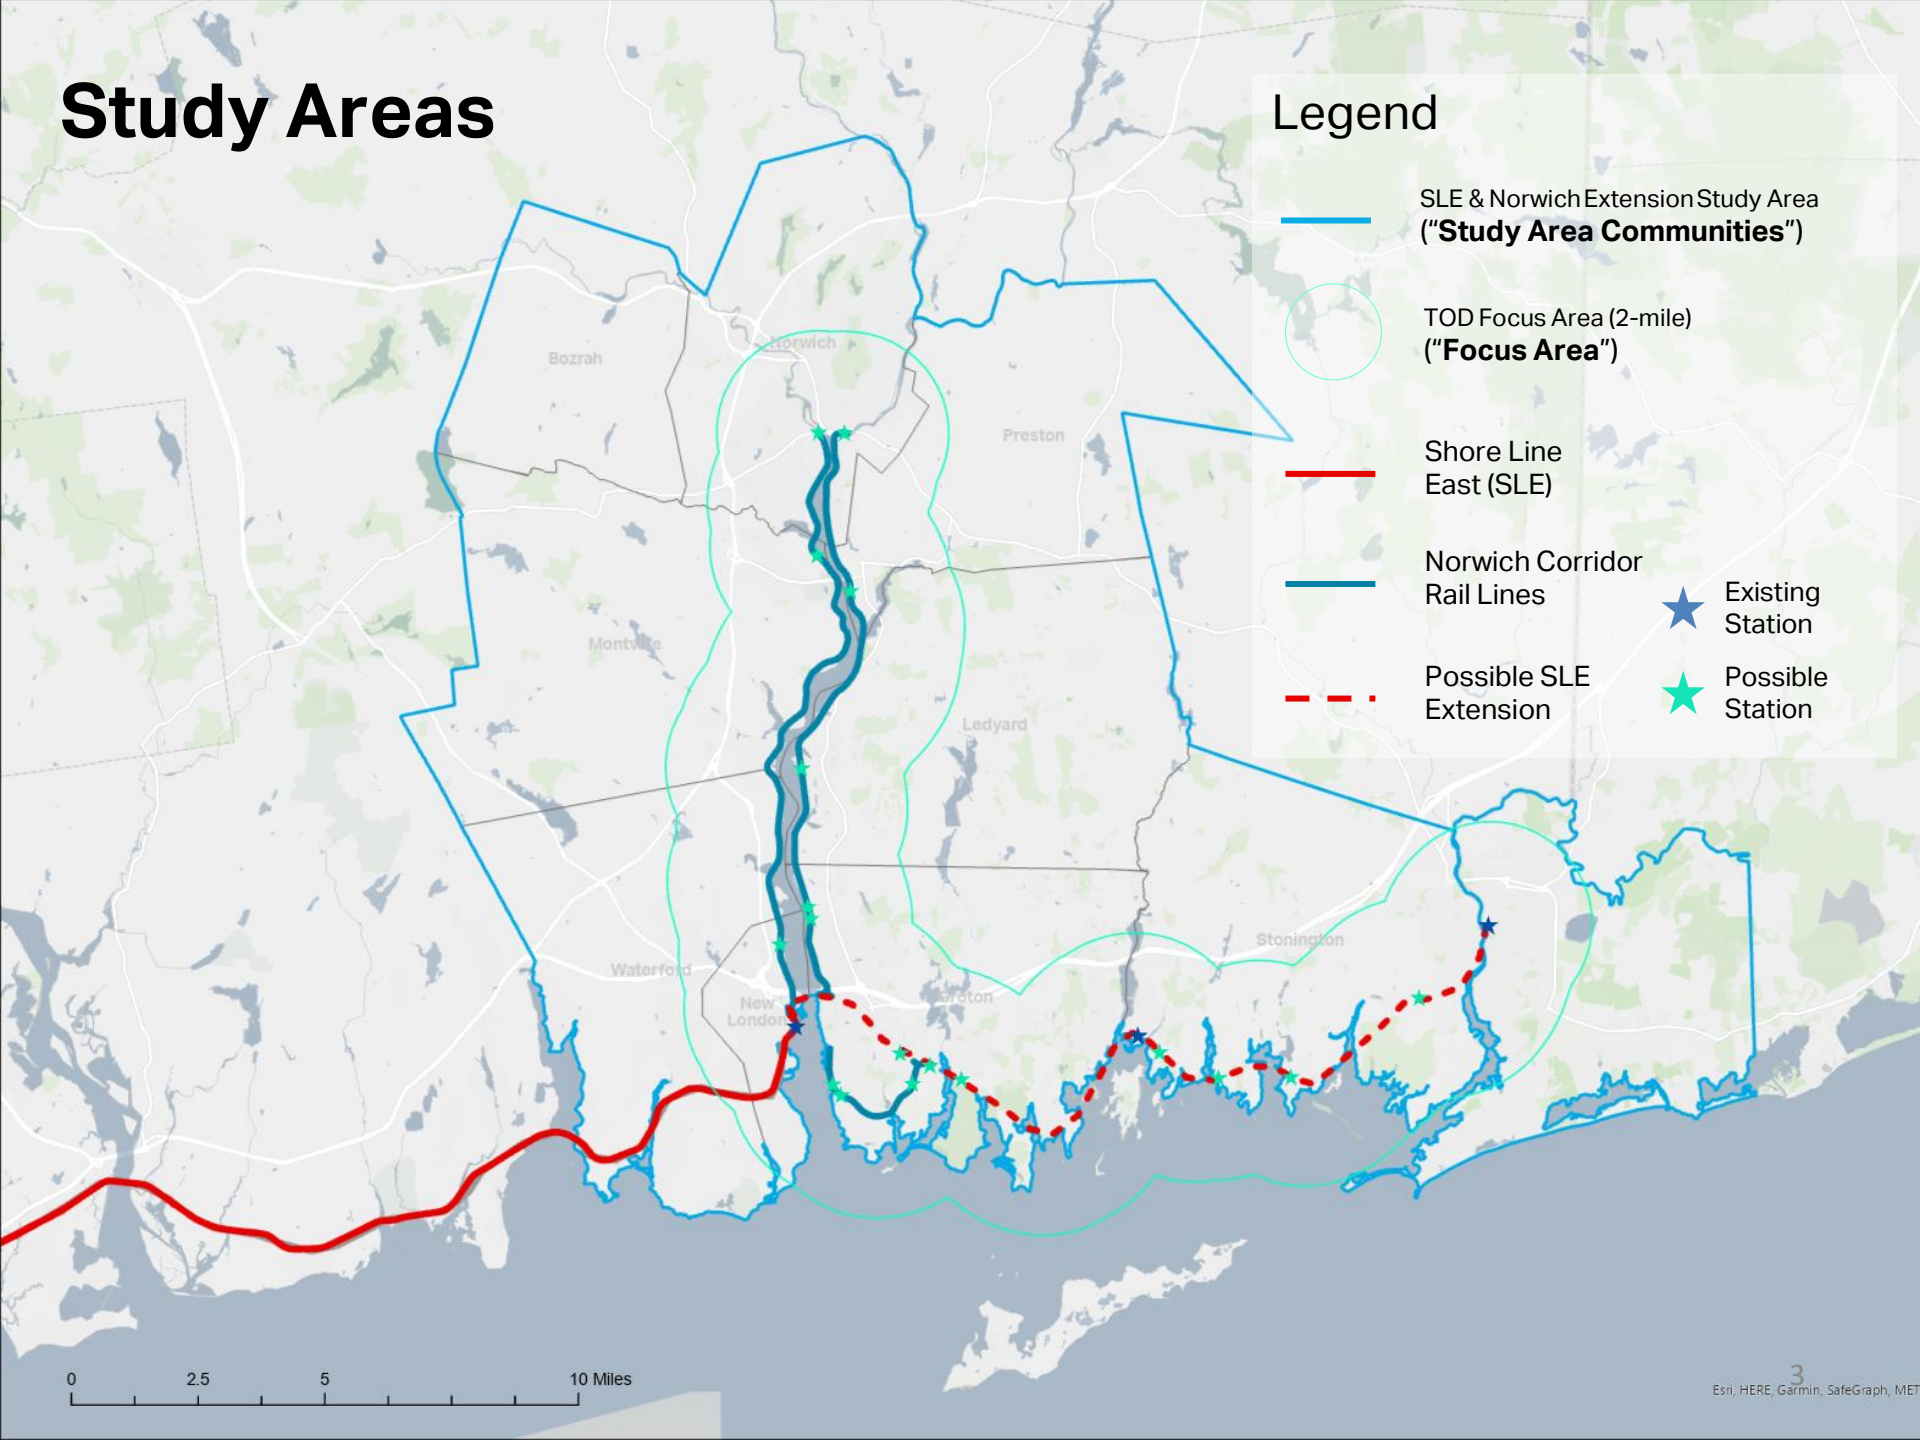 Study Areas
Legend
SLE & Norwich Extension Study Area
(“Study Area Communities”)
TOD Focus Area (2-mile)
(“Focus Area”)
Shore Line
East (SLE)
Norwich Corridor
Rail Lines
Existing
Station
Possible SLE
Extension
Possible
Station
Norwich
Bozrah
Preston
Montville
Ledyard
Stonington
Waterford
New
London
Groton
0
2.5
5
10 Miles
3
Esri, HERE, Garmin, SafeGraph, MET